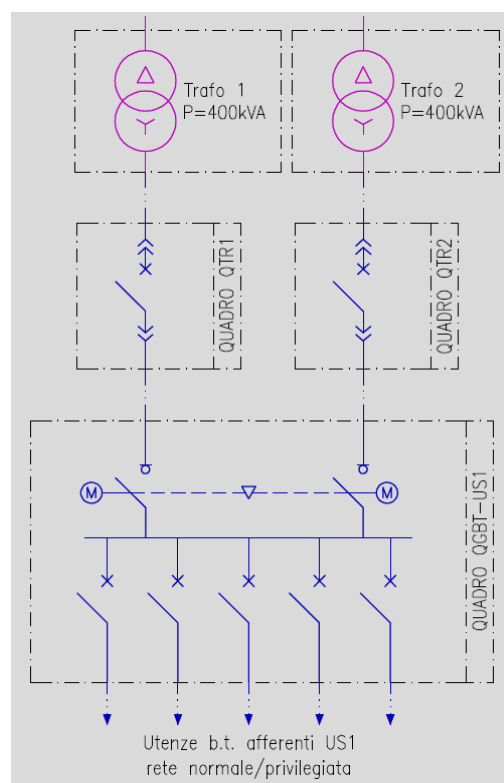 Trafo 1
P=400kVA
Trafo 2
P=400kVA
QUADRO QTR1
QUADRO QTR2
M
M
QUADRO QGBT-US1
Utenze b.t. afferenti US1
rete normale/privilegiata